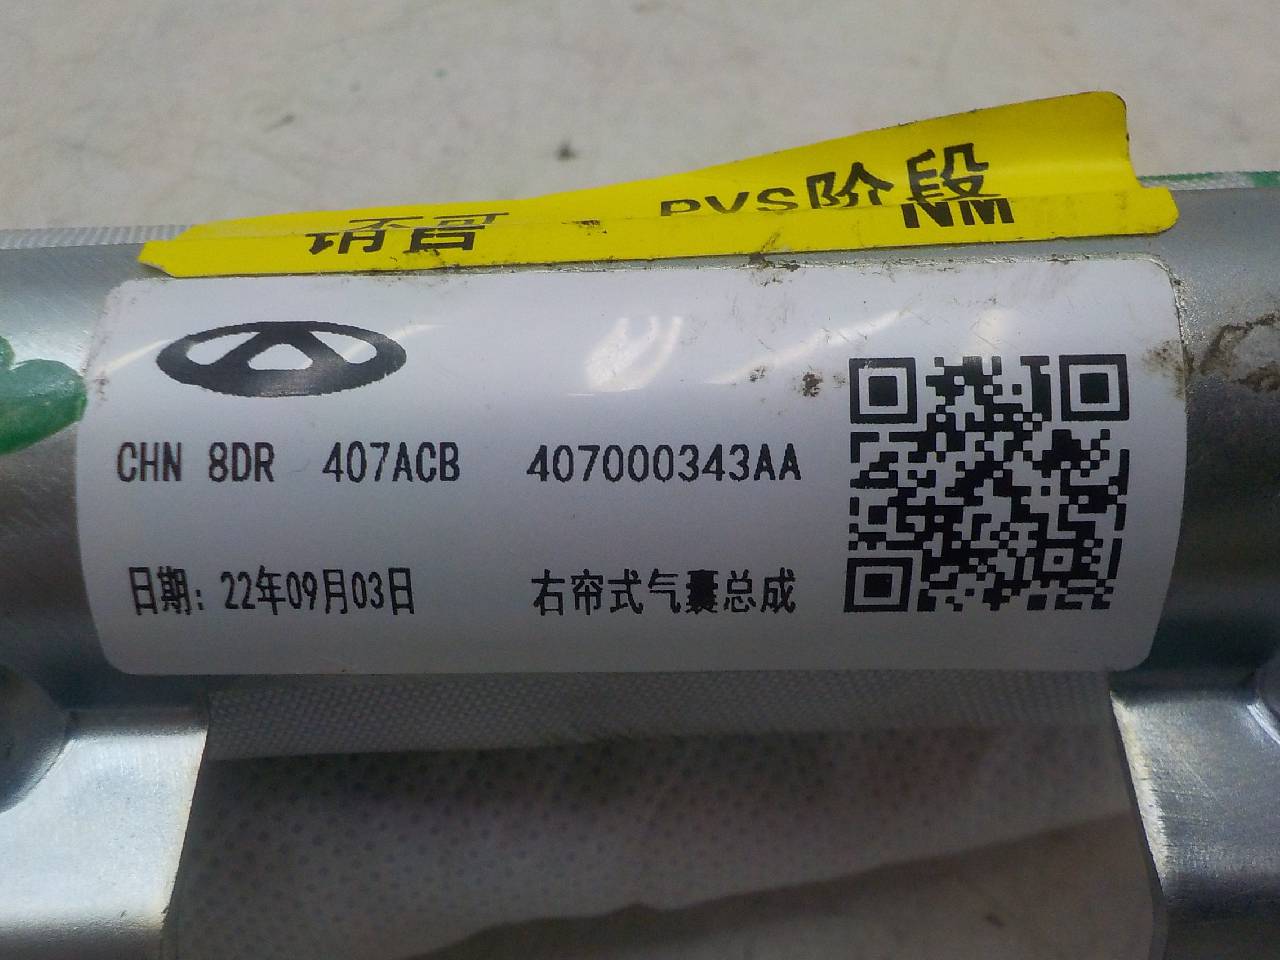 PVS阶段
NM
CHN 8DR 407ACB 407000343AA
日期: 22年09月03日 右帘式气囊总成